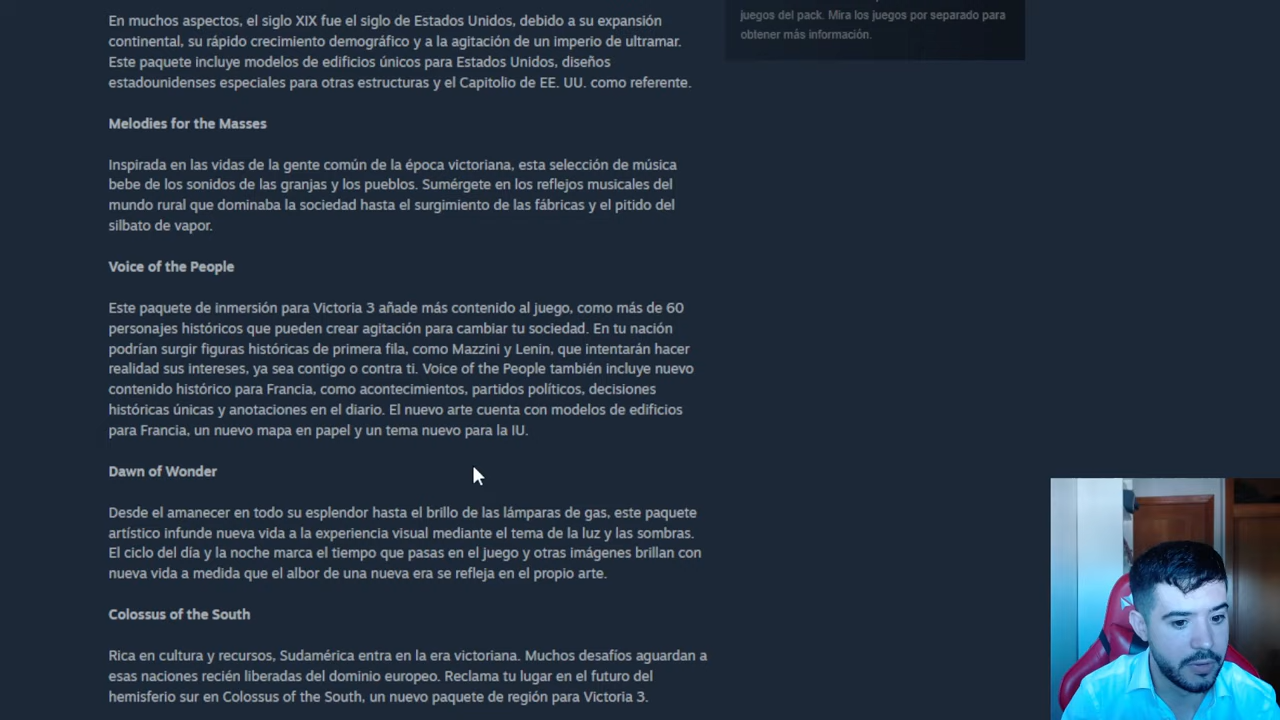 En muchos aspectos, el siglo XIX fue el siglo de Estados Unidos, debido a su expansión
continental, su rápido crecimiento demográfico y a la agitación de un imperio de ultramar.
Este paquete incluye modelos de edificios únicos para Estados Unidos, diseños
estadounidenses especiales para otras estructuras y el Capitolio de EE. UU. como referente.
Melodies for the Masses
Inspirada en las vidas de la gente común de la época victoriana, esta selección de música
bebe de los sonidos de las granjas y los pueblos. Sumérgete en los reflejos musicales del
mundo rural que dominaba la sociedad hasta el surgimiento de las fábricas y el pitido del
silbato de vapor.
Voice of the People
Este paquete de inmersión para Victoria 3 añade más contenido al juego, como más de 60
personajes históricos que pueden crear agitación para cambiar tu sociedad. En tu nación
podrían surgir figuras históricas de primera fila, como Mazzini y Lenin, que intentarán hacer
realidad sus intereses, ya sea contigo o contra ti. Voice of the People también incluye nuevo
contenido histórico para Francia, como acontecimientos, partidos políticos, decisiones
históricas únicas y anotaciones en el diario. El nuevo arte cuenta con modelos de edificios
para Francia, un nuevo mapa en papel y un tema nuevo para la IU.
Dawn of Wonder
Desde el amanecer en todo su esplendor hasta el brillo de las lámparas de gas, este paquete
artístico infunde nueva vida a la experiencia visual mediante el tema de la luz y las sombras.
El ciclo del día y la noche marca el tiempo que pasas en el juego y otras imágenes brillan con
nueva vida a medida que el albor de una nueva era se refleja en el propio arte.
Colossus of the South
Rica en cultura y recursos, Sudamérica entra en la era victoriana. Muchos desafíos aguardan a
esas naciones recién liberadas del dominio europeo. Reclama tu lugar en el futuro del
hemisferio sur en Colossus of the South, un nuevo paquete de región para Victoria 3.
juegos del pack. Mira los juegos por separado para
obtener más información.